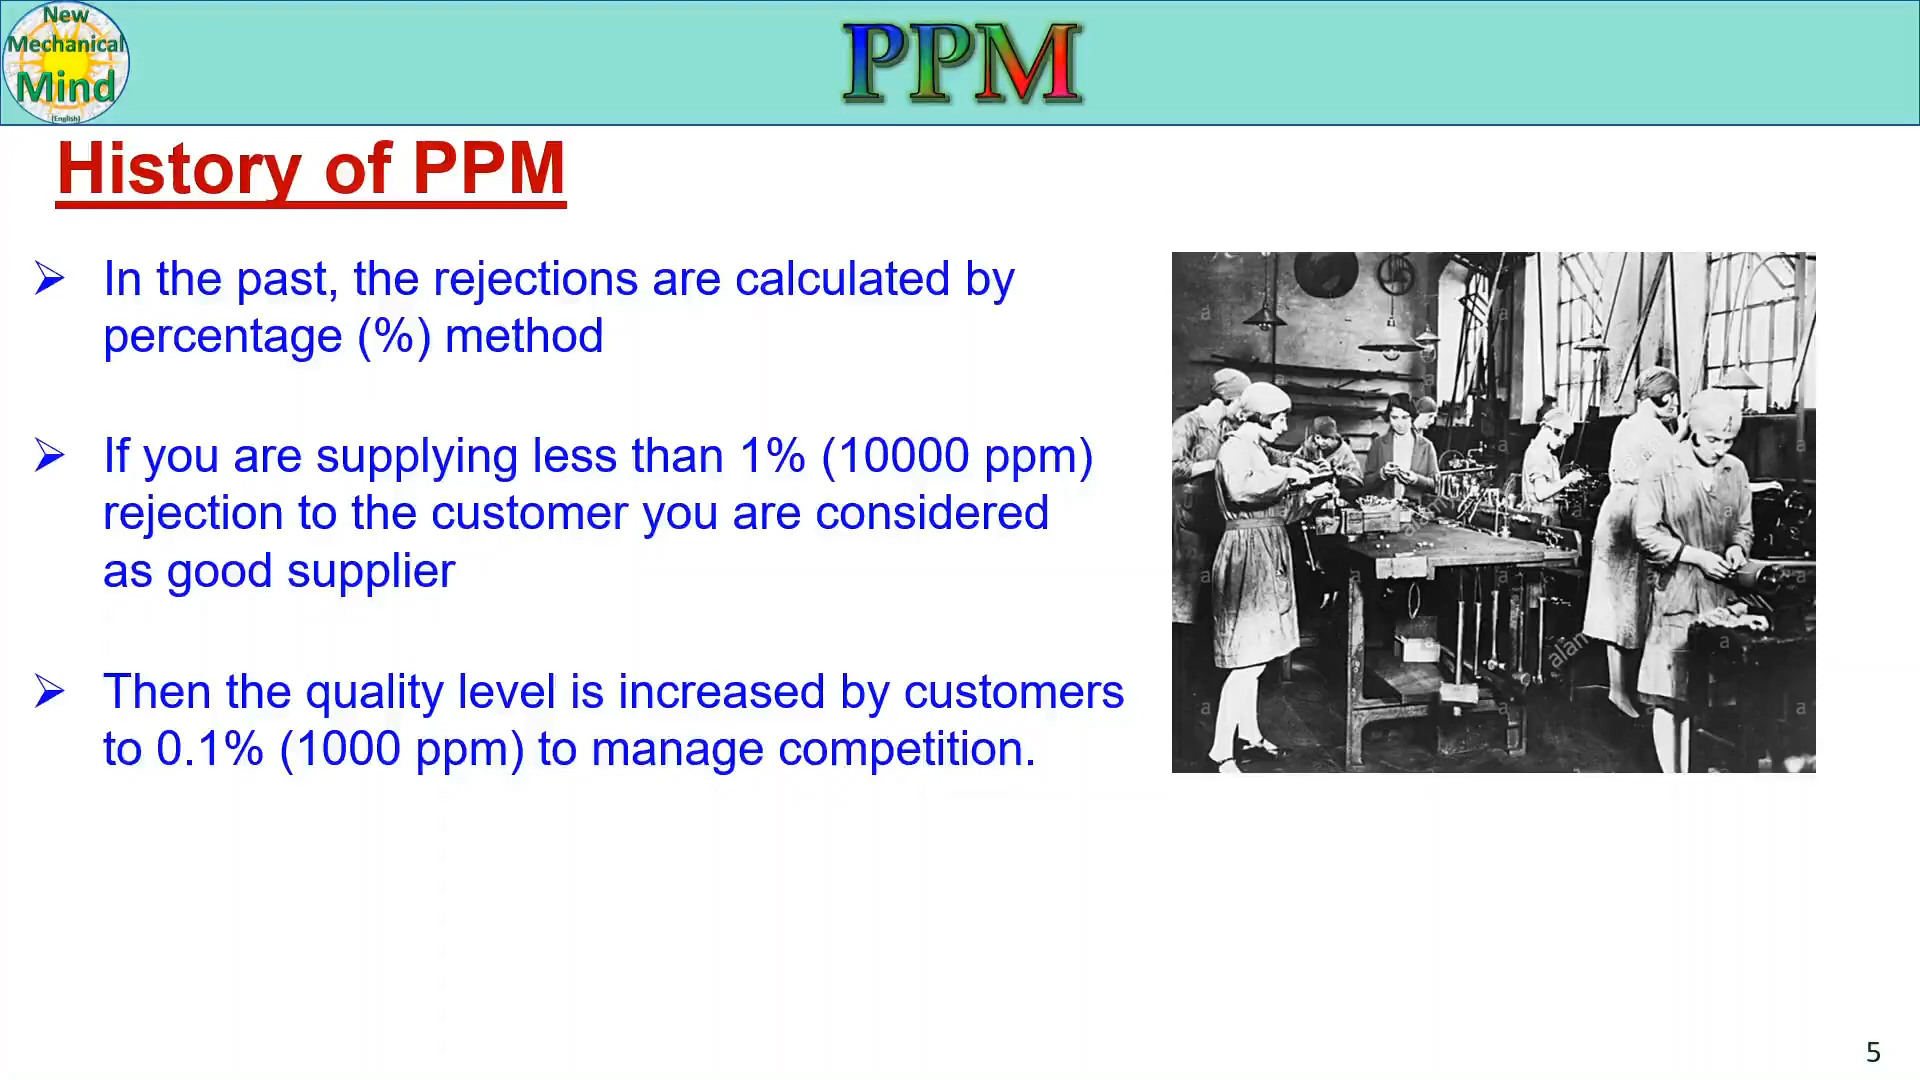 New
Mechanical
Mind
(English)
PPM
History of PPM
➢ In the past, the rejections are calculated by
percentage (%) method
➢ If you are supplying less than 1% (10000 ppm)
rejection to the customer you are considered
as good supplier
➢ Then the quality level is increased by customers
to 0.1% (1000 ppm) to manage competition.
5